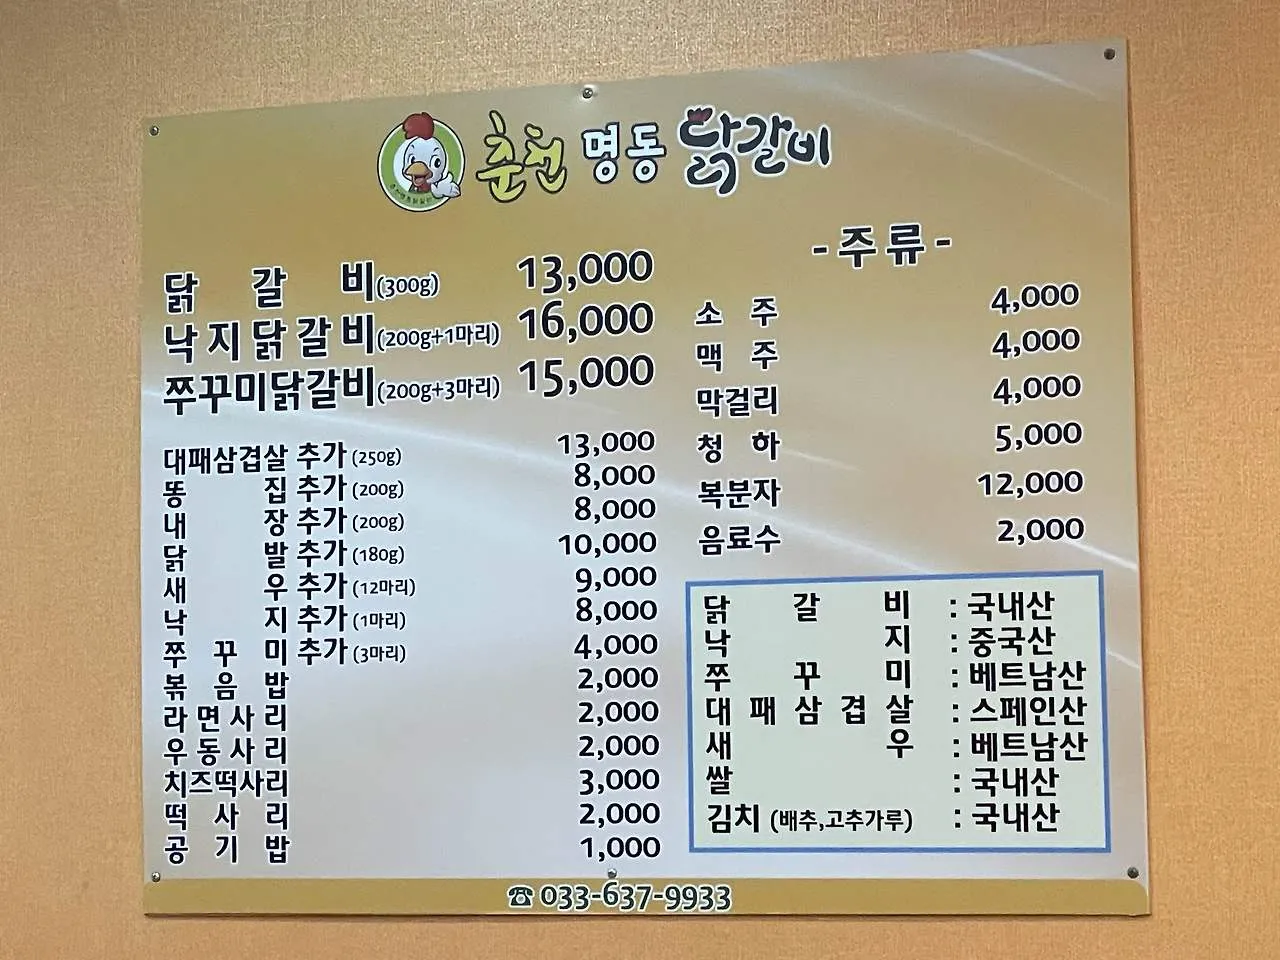 춘천 명동 닭갈비
닭갈비(300g) 13,000
낙지닭갈비(200g+1마리) 16,000
쭈꾸미닭갈비(200g+3마리) 15,000
대패삼겹살 추가 (250g) 13,000
똥집 추가 (200g) 8,000
내장 추가 (200g) 8,000
닭발 추가 (180g) 10,000
새우 추가 (12마리) 9,000
낙지 추가 (1마리) 8,000
쭈꾸미 추가 (3마리) 4,000
볶음밥 2,000
라면사리 2,000
우동사리 2,000
치즈떡사리 3,000
떡사리 2,000
공기밥 1,000
-주류-
소주 4,000
맥주 4,000
막걸리 4,000
청하 5,000
복분자 12,000
음료수 2,000
닭갈비 : 국내산
낙지 : 중국산
쭈꾸미 : 베트남산
대패삼겹살 : 스페인산
새우 : 베트남산
쌀 : 국내산
김치 (배추,고추가루) : 국내산
☎ 033-637-9933